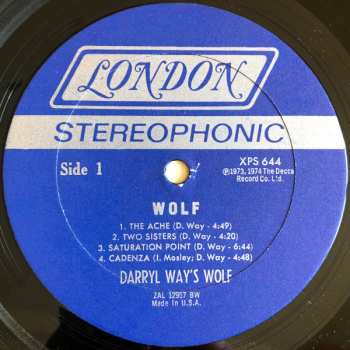 LONDON
STEREOPHONIC
Side 1
XPS 644
℗1973, 1974 The Decca
Record Co. Ltd.
WOLF
1. THE ACHE (D. Way - 4:49)
2. TWO SISTERS (D. Way - 4:20)
3. SATURATION POINT (D. Way - 6:44)
4. CADENZA (I. Mosley; D. Way - 4:48)
DARRYL WAY'S WOLF
ZAL 12957 BW
Made in U.S.A.